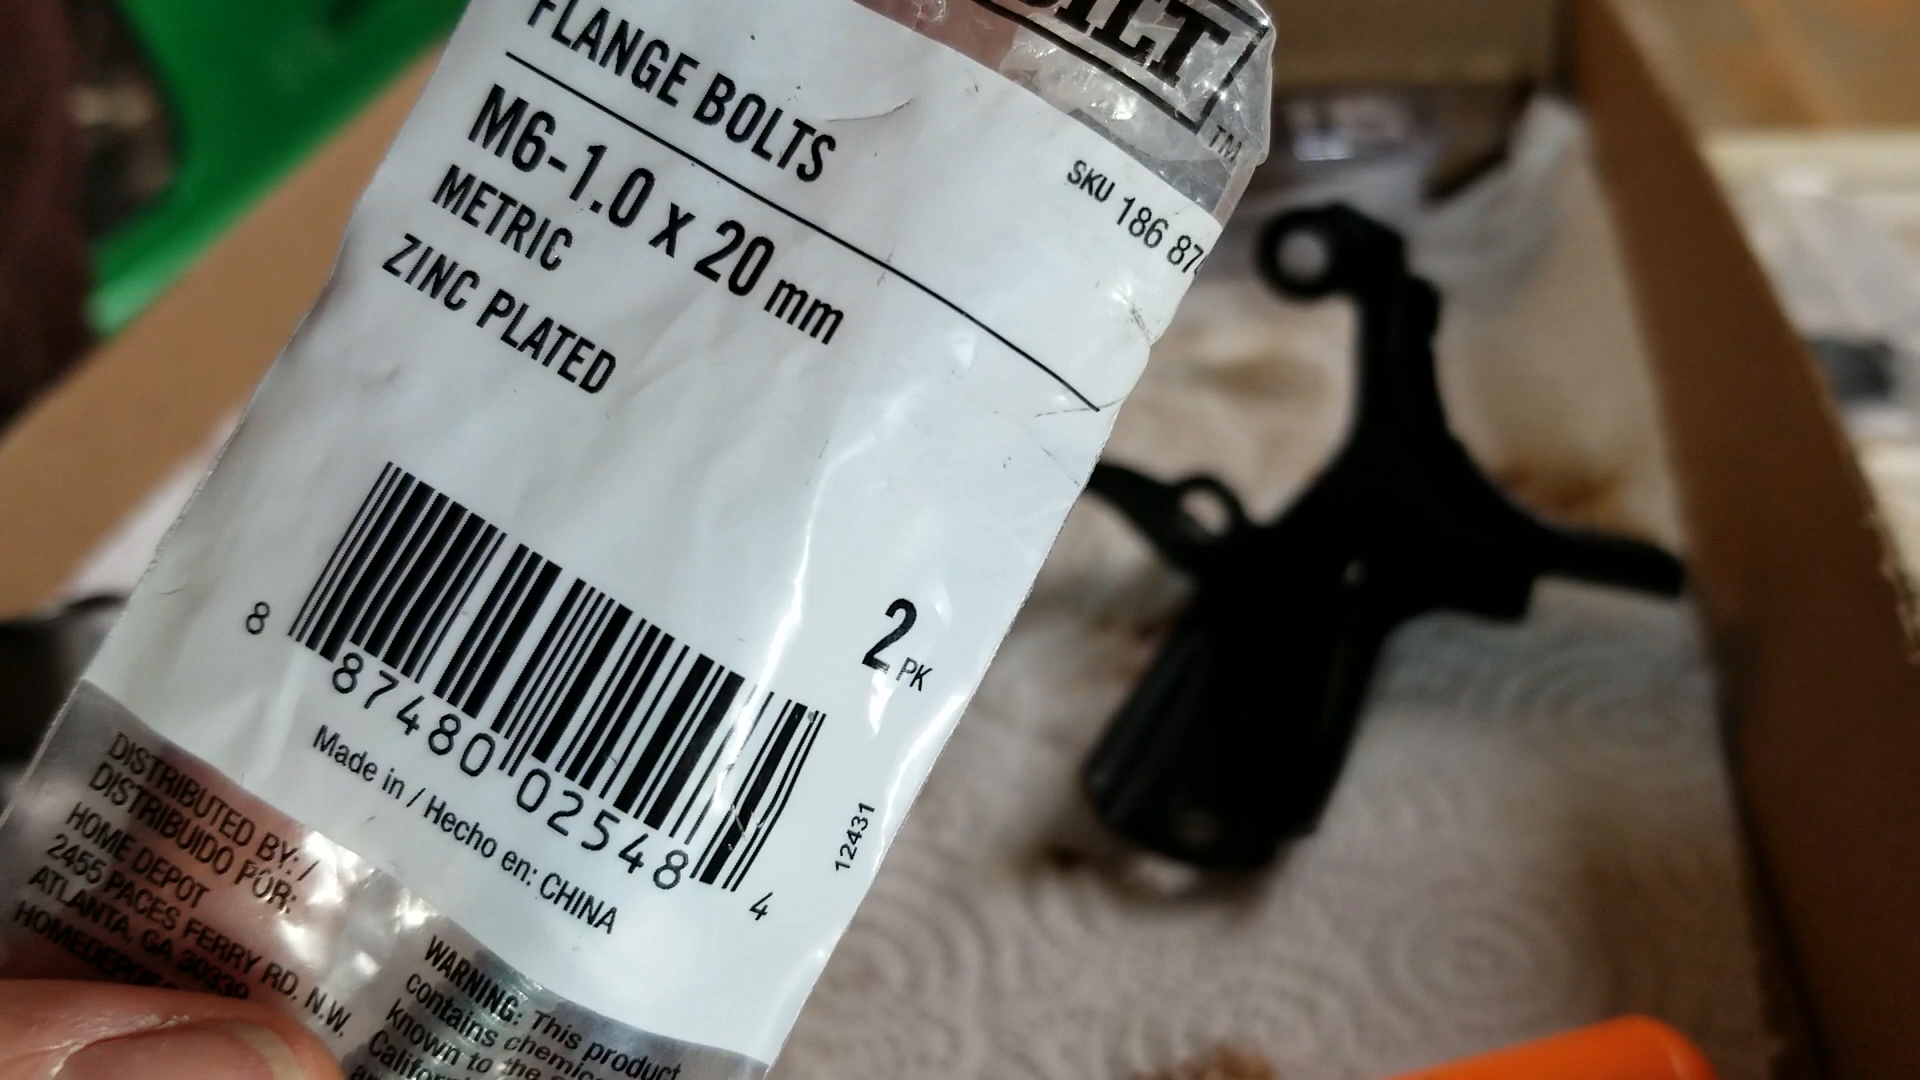 FLANGE BOLTS
M6-1.0 x 20 mm
METRIC
ZINC PLATED
TM
SKU 186 87
2 PK
8 87480 02548 4
Made in / Hecho en: CHINA
12431
DISTRIBUTED BY: /
DISTRIBUIDO POR:
HOME DEPOT
2455 PACES FERRY RD. N.W.
ATLANTA, GA 30339
WARNING: This product
contains
known to the